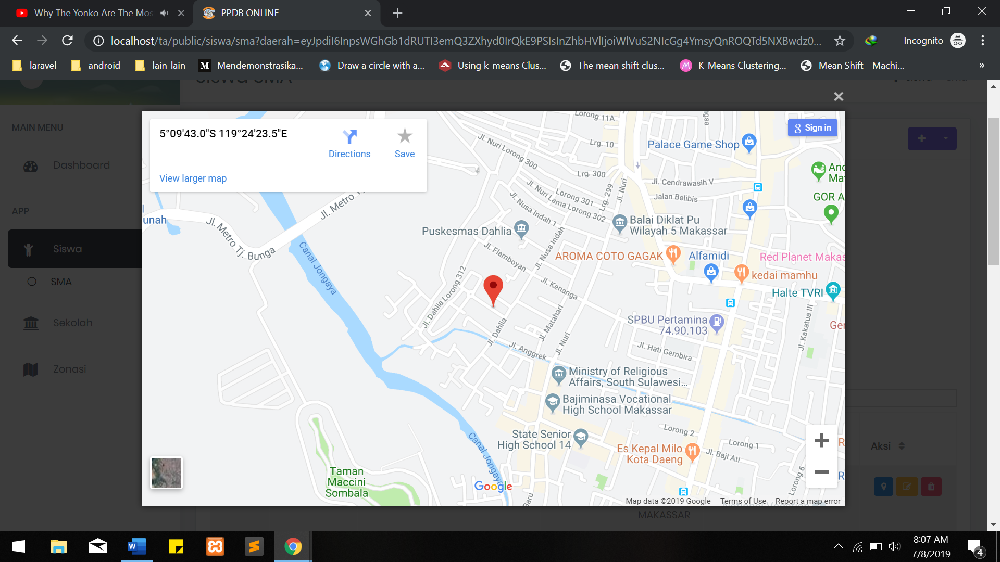 Why The Yonko Are The Mos
PPDB ONLINE
localhost/ta/public/siswa/sma?daerah=eyJpdiI6InpsWGhGb1dRUTI3emQ3ZXhyd0IrQkE9PSIsInZhbHVlIjoiWlVuS2NIcGg4YmsyQnROQTd5NXBwdz0...
Incognito
laravel
android
lain-lain
Mendemonstrasika...
Draw a circle with a...
Using k-means Clus...
The mean shift clus...
K-Means Clustering...
Mean Shift - Machi...
»
Siswa SMA
MAIN MENU
Dashboard
APP
Siswa
SMA
Sekolah
Zonasi
5°09'43.0"S 119°24'23.5"E
Directions
Save
View larger map
Sign in
Lorong 11A
Lrg. 10
Palace Game Shop
Jl. Nuri Lorong 300
Lrg. 300
Jl. Cendrawasih V
And
Mat
Jalan Belibis
GOR A
Lorong 301
Jl. Nuri Lama Lorong 302
Lrg. 299
Jl. Nuri
Jl. Nusa Indah 1
Jl. Metro Tj.
unah
Jl. Metro Tj. Bunga
Balai Diklat Pu
Wilayah 5 Makassar
Puskesmas Dahlia
Jl. Nusa Indah
Jl. Flamboyan
AROMA COTO GAGAK
Alfamidi
Red Planet Makas
kedai mamhu
Canal Jongaya
Jl. Dahlia Lorong 312
Jl. Kenanga
Halte TVRI
Jl. Kakatua III
Jl. Matahari
SPBU Pertamina
74.90.103
Ger
Jl. Dahlia
Jl. Nuri
Jl. Anggrek
Jl. Hati Gembira
Ministry of Religious
Affairs, South Sulawesi...
Bajiminasa Vocational
High School Makassar
State Senior
High School 14
Lorong 2
Lorong 1
Es Kepal Milo
Kota Daeng
Jl. Baji Ati
Lorong 6
Canal Jongaya
Taman
Maccini
Sombala
Baru
Google
Map data ©2019 Google
Terms of Use
Report a map error
Aksi
MAKASSAR
8:07 AM
7/8/2019
4